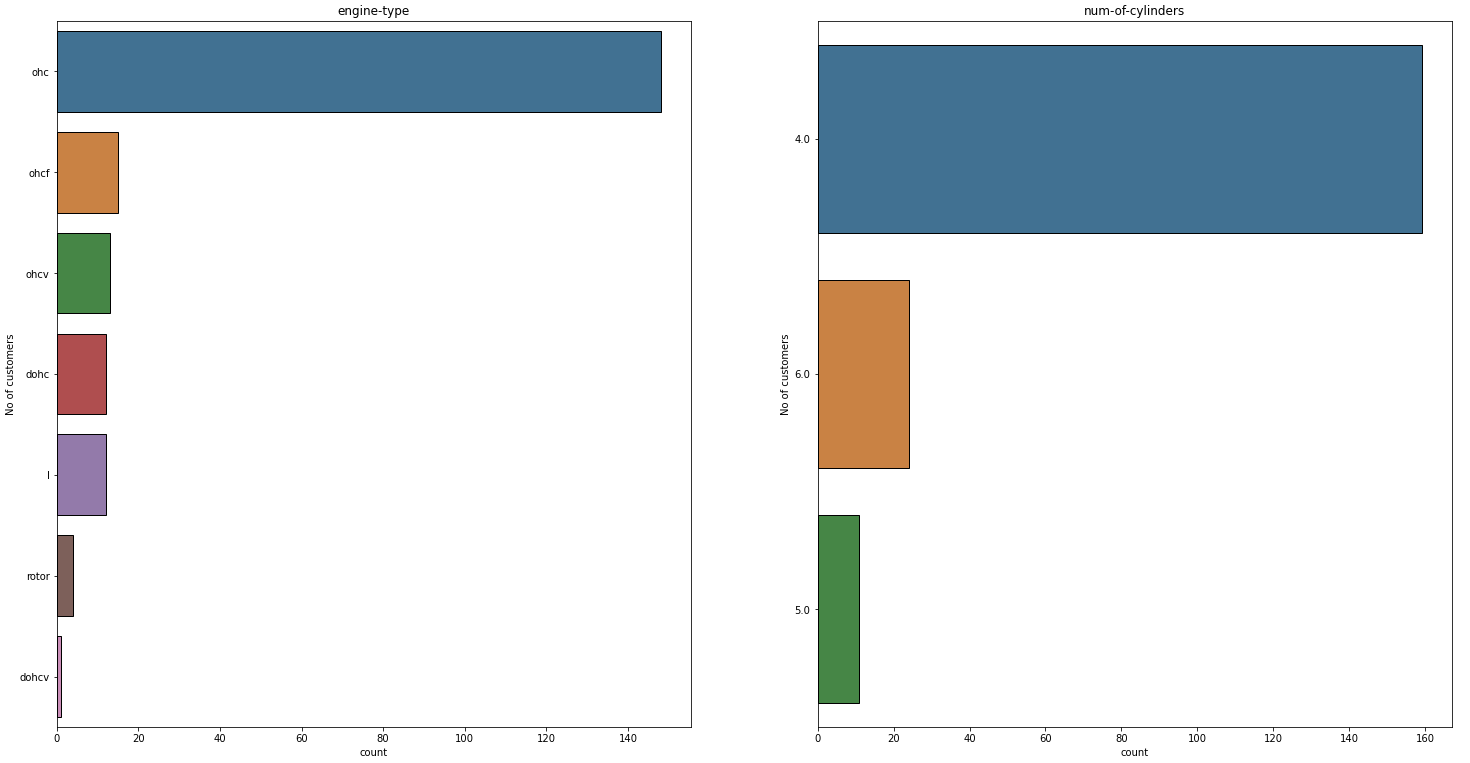 engine-type
ohc
ohcf
ohcv
dohc
l
rotor
dohcv
No of customers
0 20 40 60 80 100 120 140
count
num-of-cylinders
4.0
6.0
5.0
No of customers
0 20 40 60 80 100 120 140 160
count